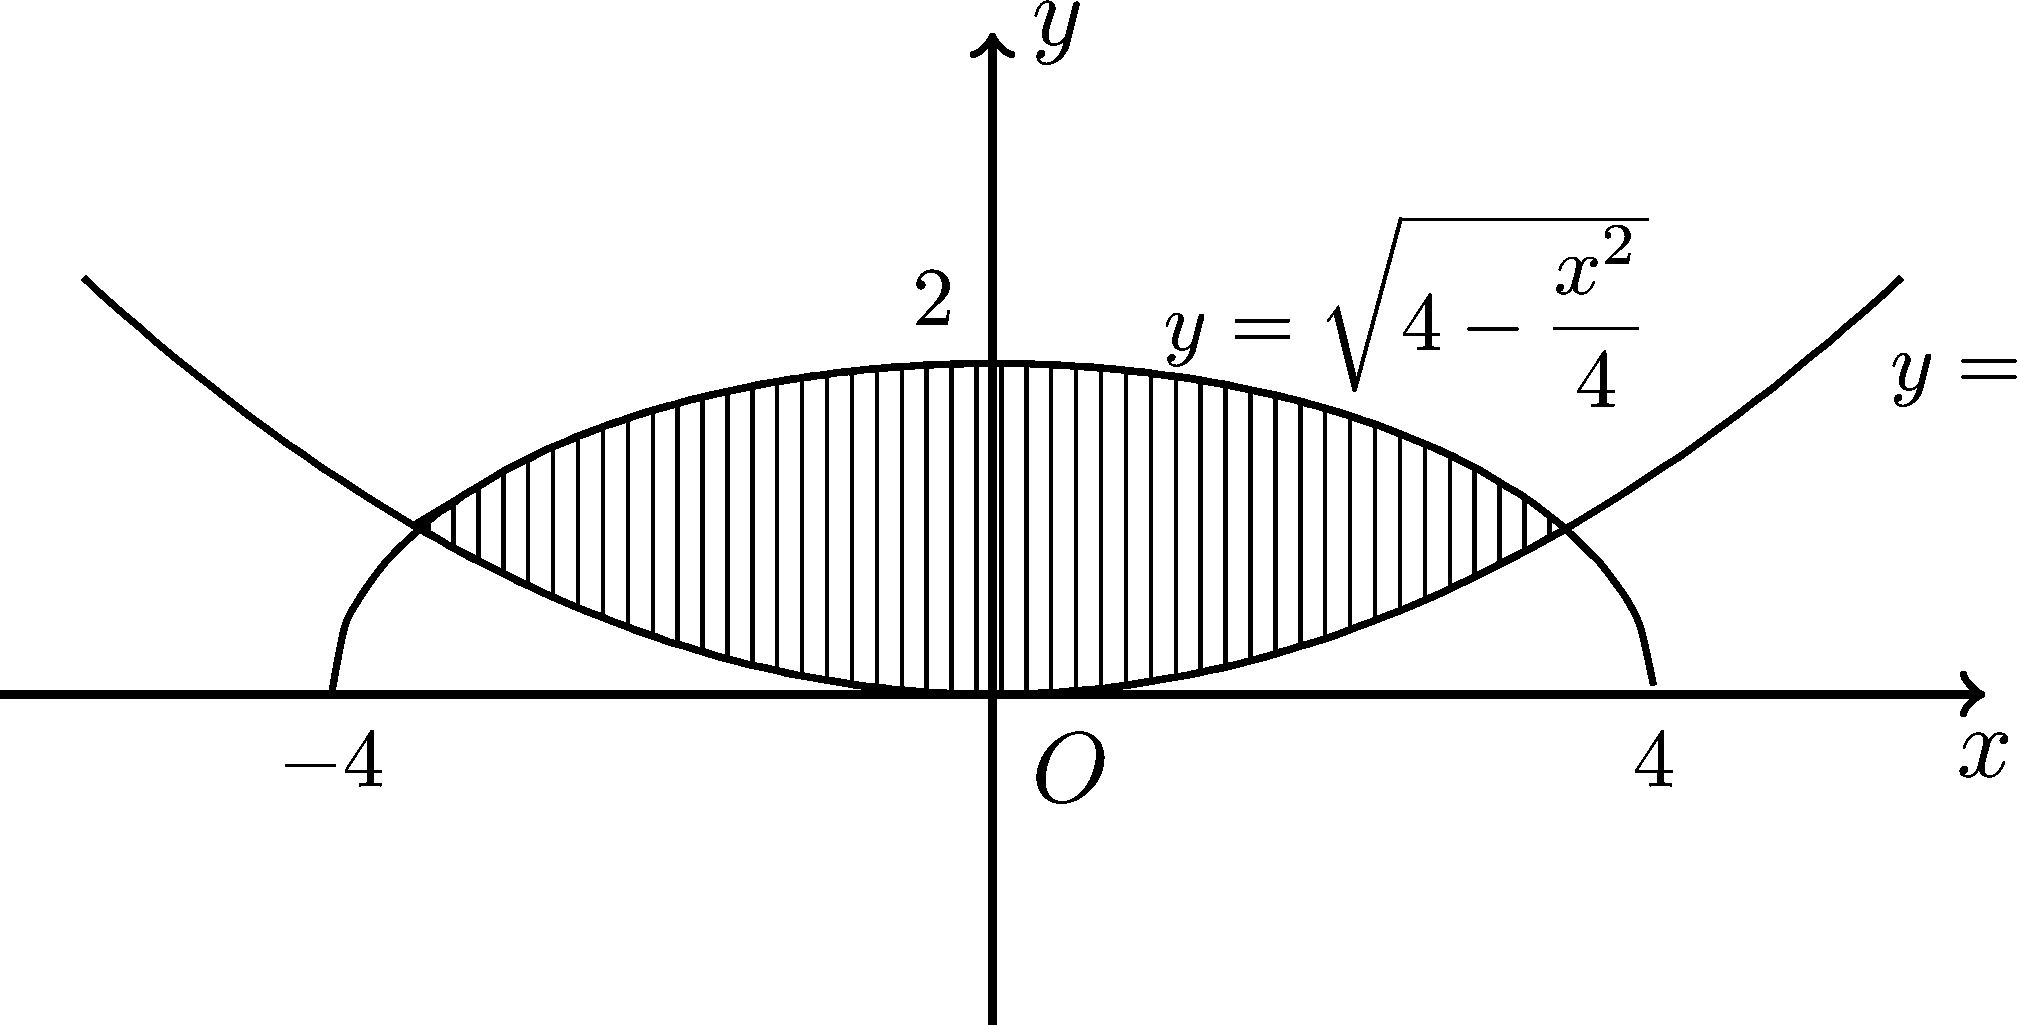 y
2
y = √(4 − x²/4)
y =
−4
O
4
x